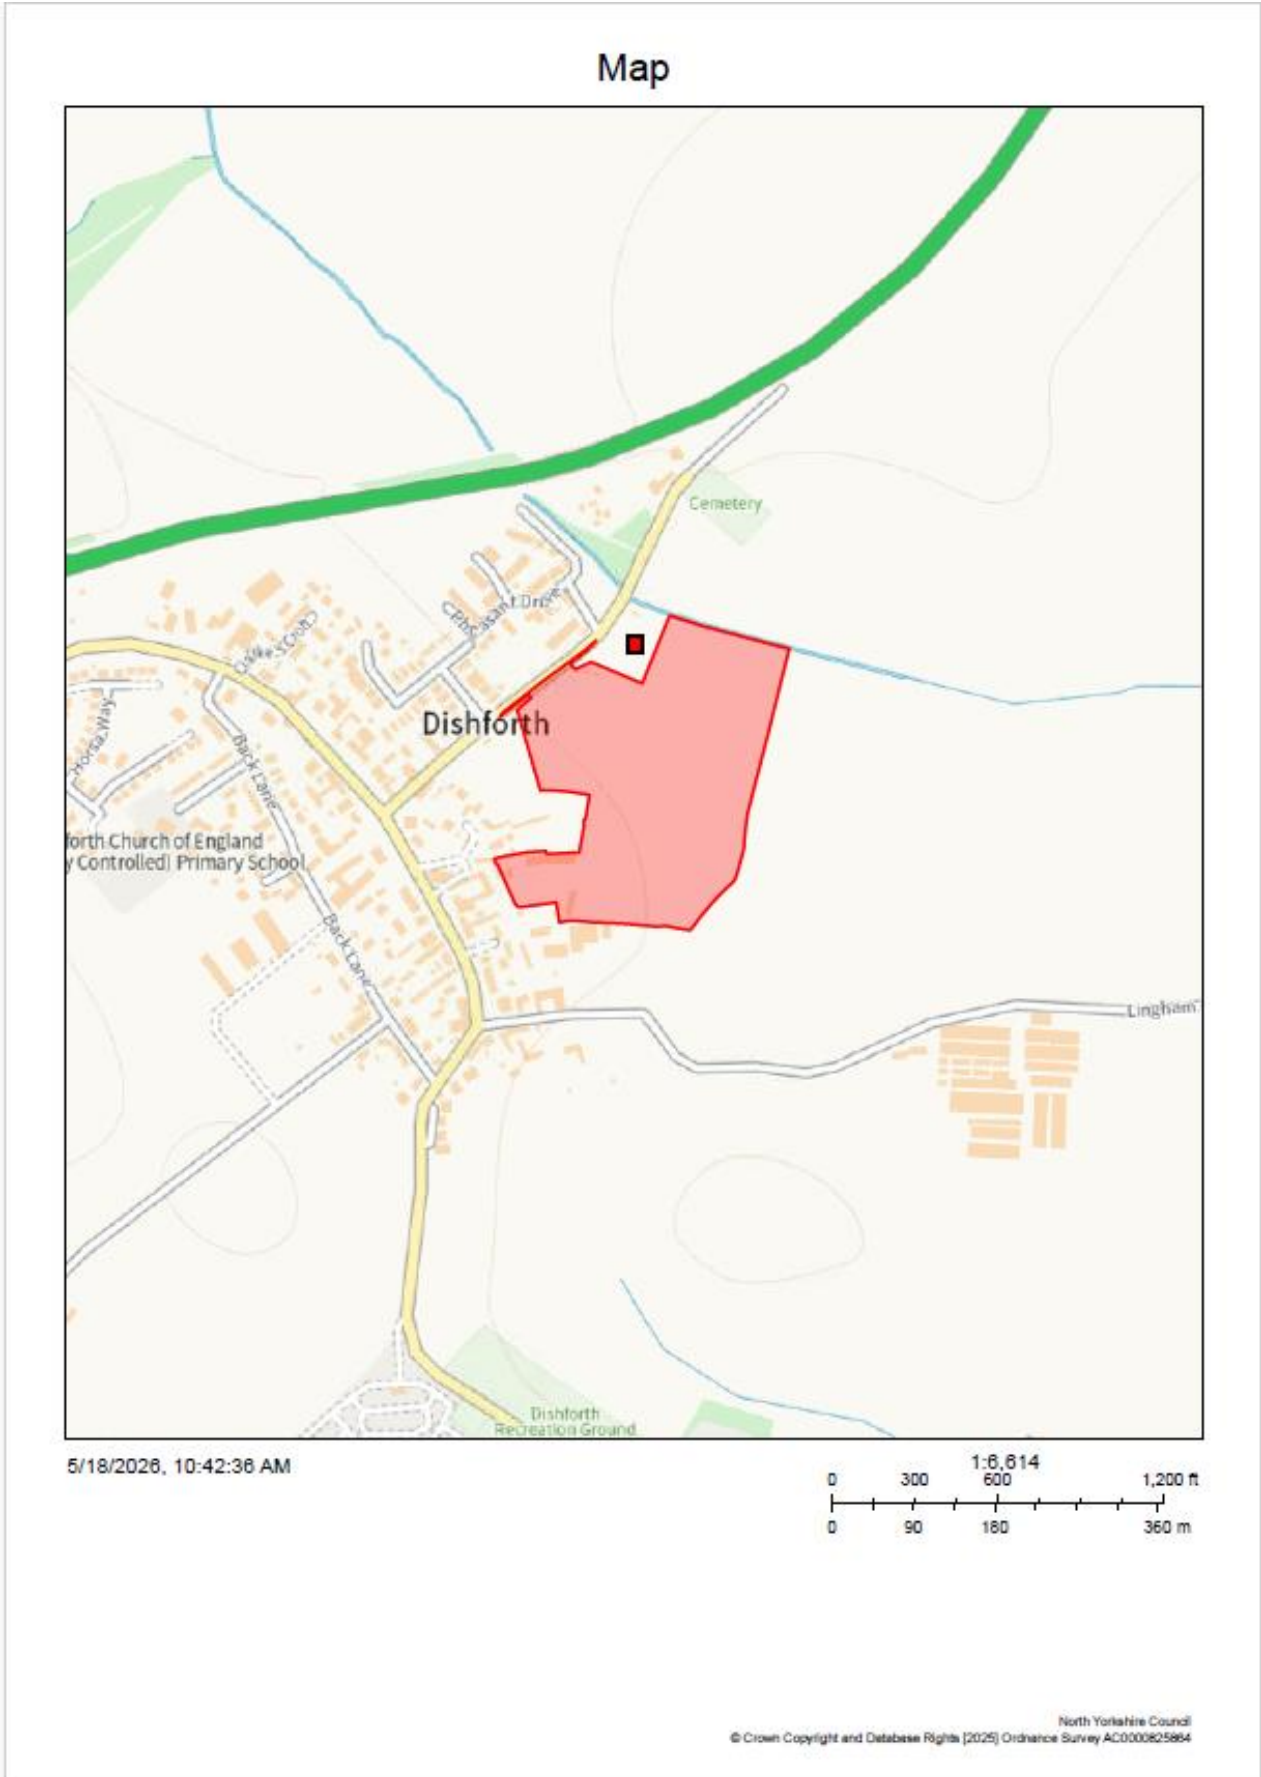 Map
Cemetery
Pheasant Drive
Dishforth
Horsa Way
Back Lane
forth Church of England
y Controlled) Primary School
Back Lane
Lingham
Dishforth
Recreation Ground
5/18/2026, 10:42:36 AM
1:6,614
0 300 600 1,200 ft
0 90 180 360 m
North Yorkshire Council
© Crown Copyright and Database Rights [2025] Ordnance Survey AC0000825864